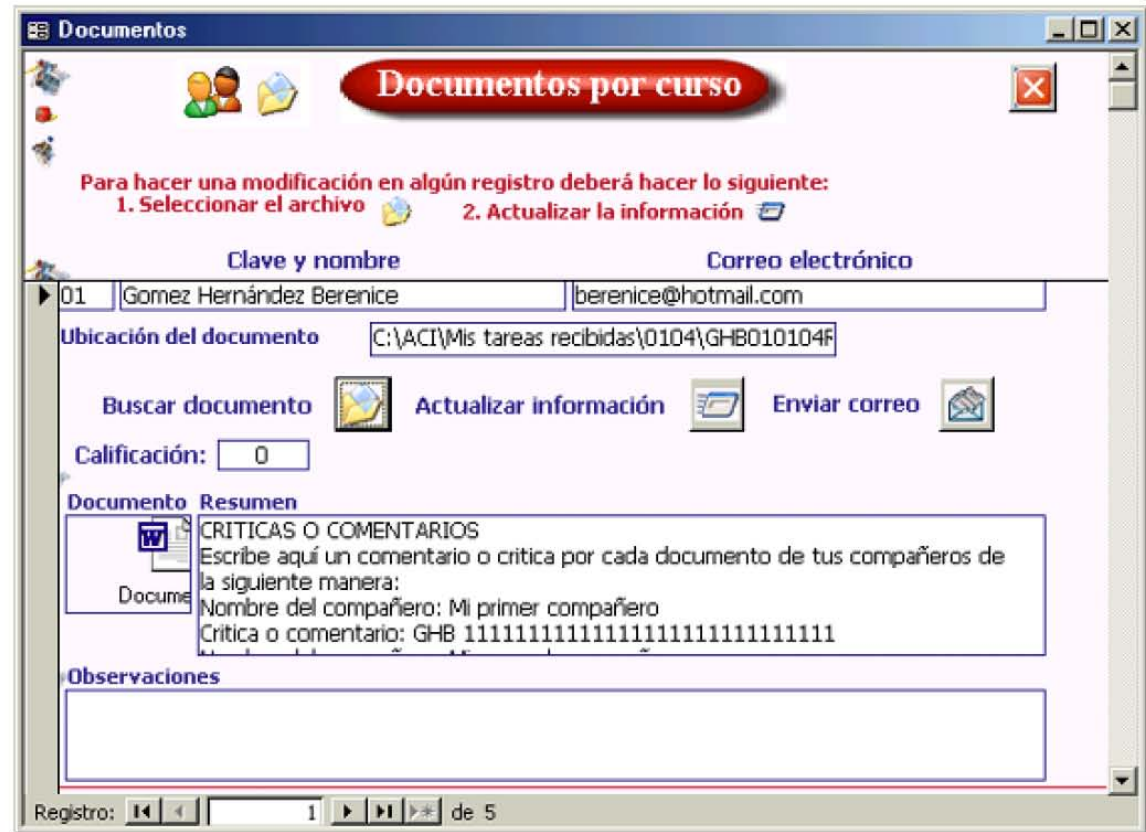 Documentos
Documentos por curso
Para hacer una modificación en algún registro deberá hacer lo siguiente:
1. Seleccionar el archivo 2. Actualizar la información
Clave y nombre Correo electrónico
01 Gomez Hernández Berenice berenice@hotmail.com
Ubicación del documento C:\ACI\Mis tareas recibidas\0104\GHB010104
Buscar documento Actualizar información Enviar correo
Calificación: 0
Documento Resumen
CRITICAS O COMENTARIOS
Escribe aquí un comentario o critica por cada documento de tus compañeros de
la siguiente manera:
Docume
Nombre del compañero: Mi primer compañero
Critica o comentario: GHB 1111111111111111111111111111
Observaciones
Registro: 1 de 5